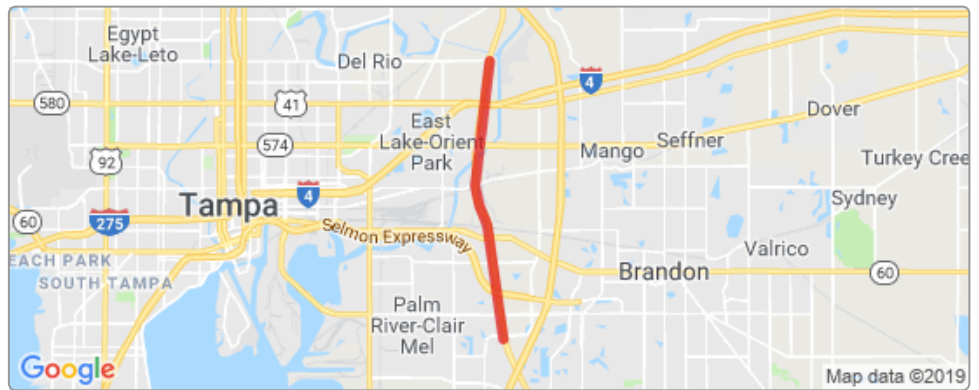 Egypt
Lake-Leto
Del Rio
4
580
41
East
Lake-Orient
Park
Dover
574
Seffner
Mango
92
Turkey Cree
4
Tampa
Sydney
60
275
Selmon Expressway
EACH PARK
Valrico
Brandon
60
SOUTH TAMPA
Palm
River-Clair
Mel
Google
Map data ©2019